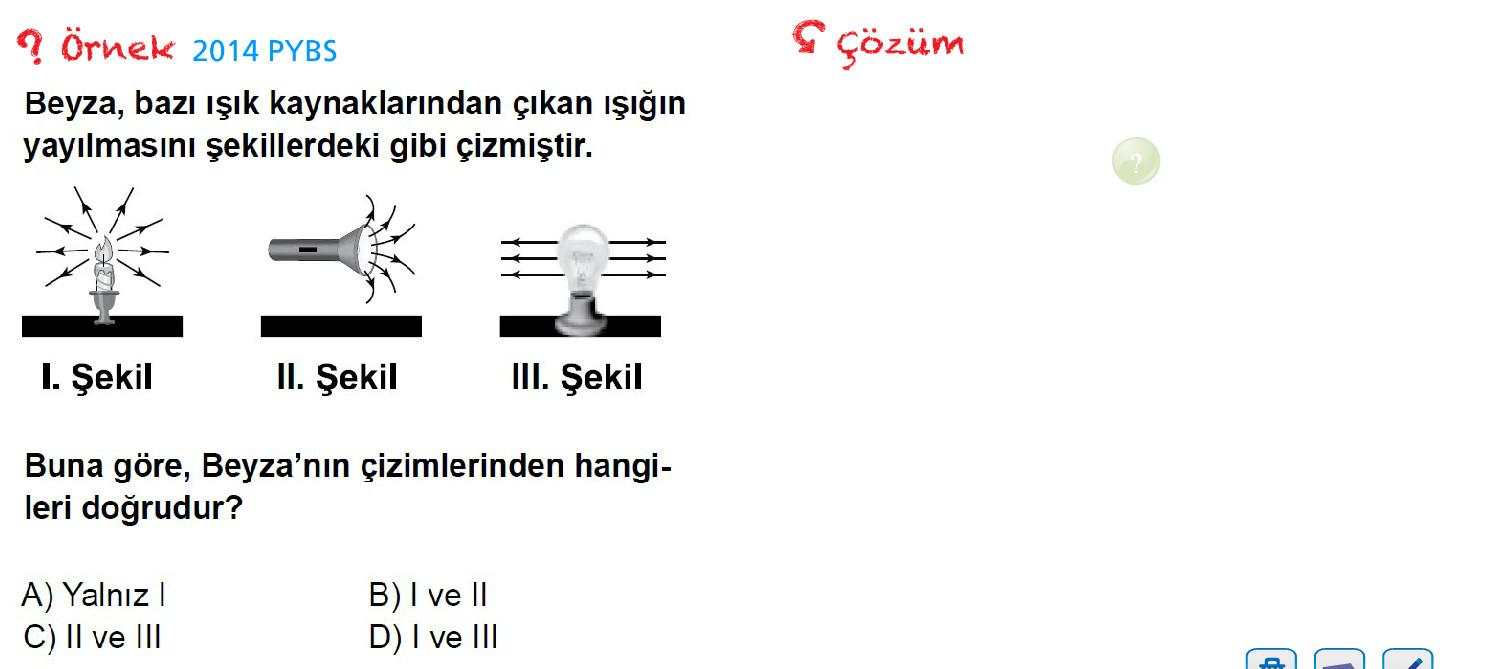 ? Örnek 2014 PYBS
Beyza, bazı ışık kaynaklarından çıkan ışığın
yayılmasını şekillerdeki gibi çizmiştir.
I. Şekil
II. Şekil
III. Şekil
Buna göre, Beyza’nın çizimlerinden hangi-
leri doğrudur?
A) Yalnız I
B) I ve II
C) II ve III
D) I ve III
Çözüm
?